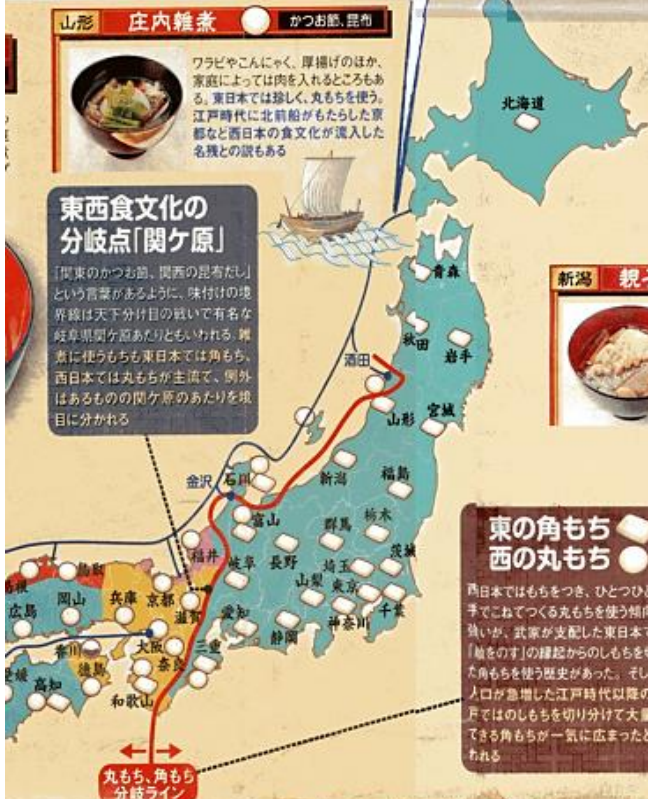 山形 庄内雑煮 かつお節、昆布
ワラビやこんにゃく、厚揚げのほか、
家庭によっては肉を入れるところもあ
る。東日本では珍しく、丸もちを使う。
江戸時代に北前船がもたらした京
都など西日本の食文化が流入した
名残との説もある
東西食文化の
分岐点「関ケ原」
「関東のかつお節、関西の昆布だし」
という言葉があるように、味付けの境
界線は天下分け目の戦いで有名な
岐阜県関ケ原あたりともいわれる。雑
煮に使うもちも東日本では角もち、
西日本では丸もちが主流で、例外
はあるものの関ケ原のあたりを境
目に分かれる
北海道
青森
秋田
岩手
酒田
山形
宮城
新潟
福島
金沢
石川
富山
群馬
栃木
福井
岐阜
長野
埼玉
茨城
山梨
東京
鳥取
島根
広島
岡山
兵庫
京都
滋賀
愛知
静岡
神奈川
千葉
香川
大阪
奈良
三重
愛媛
高知
徳島
和歌山
丸もち、角もち
分岐ライン
新潟 親
東の角もち
西の丸もち
西日本ではもちをつき、ひとつひと
手でこねてつくる丸もちを使う傾向
強いが、武家が支配した東日本で
「敵をのす」の縁起からのしもちを切
た角もちを使う歴史があった。そし
人口が急増した江戸時代以降の
戸ではのしもちを切り分けて大量
できる角もちが一気に広まったと
われる